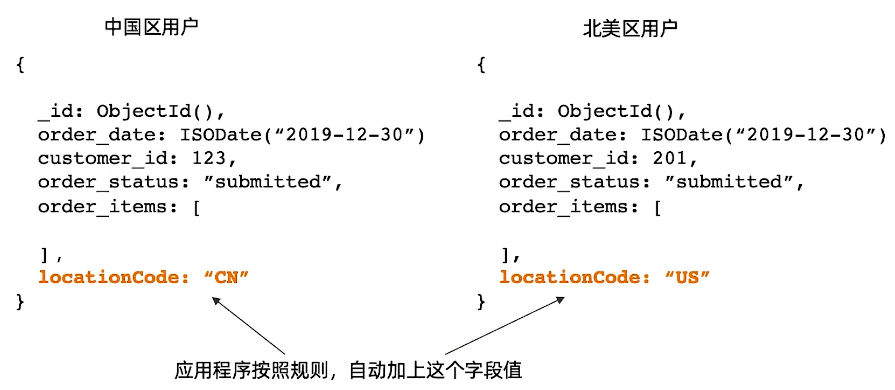 中国区用户
{
_id: ObjectId(),
order_date: ISODate(“2019-12-30”)
customer_id: 123,
order_status: ”submitted”,
order_items: [
],
locationCode: “CN”
}
北美区用户
{
_id: ObjectId(),
order_date: ISODate(“2019-12-30”)
customer_id: 201,
order_status: ”submitted”,
order_items: [
],
locationCode: “US”
}
应用程序按照规则，自动加上这个字段值